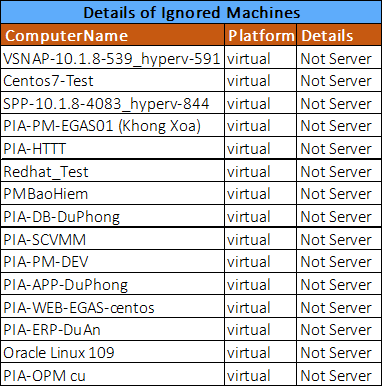 Details of Ignored Machines
ComputerName Platform Details
VSNAP-10.1.8-539_hyperv-591 virtual Not Server
Centos7-Test virtual Not Server
SPP-10.1.8-4083_hyperv-844 virtual Not Server
PIA-PM-EGAS01 (Khong Xoa) virtual Not Server
PIA-HTTT virtual Not Server
Redhat_Test virtual Not Server
PMBaoHiem virtual Not Server
PIA-DB-DuPhong virtual Not Server
PIA-SCVMM virtual Not Server
PIA-PM-DEV virtual Not Server
PIA-APP-DuPhong virtual Not Server
PIA-WEB-EGAS-centos virtual Not Server
PIA-ERP-DuAn virtual Not Server
Oracle Linux 109 virtual Not Server
PIA-OPM cu virtual Not Server